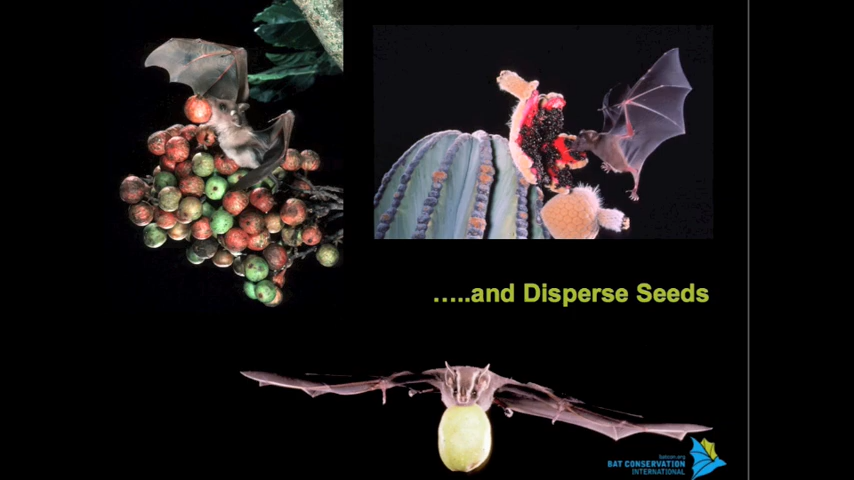 .....and Disperse Seeds
batcon.org
BAT CONSERVATION
INTERNATIONAL